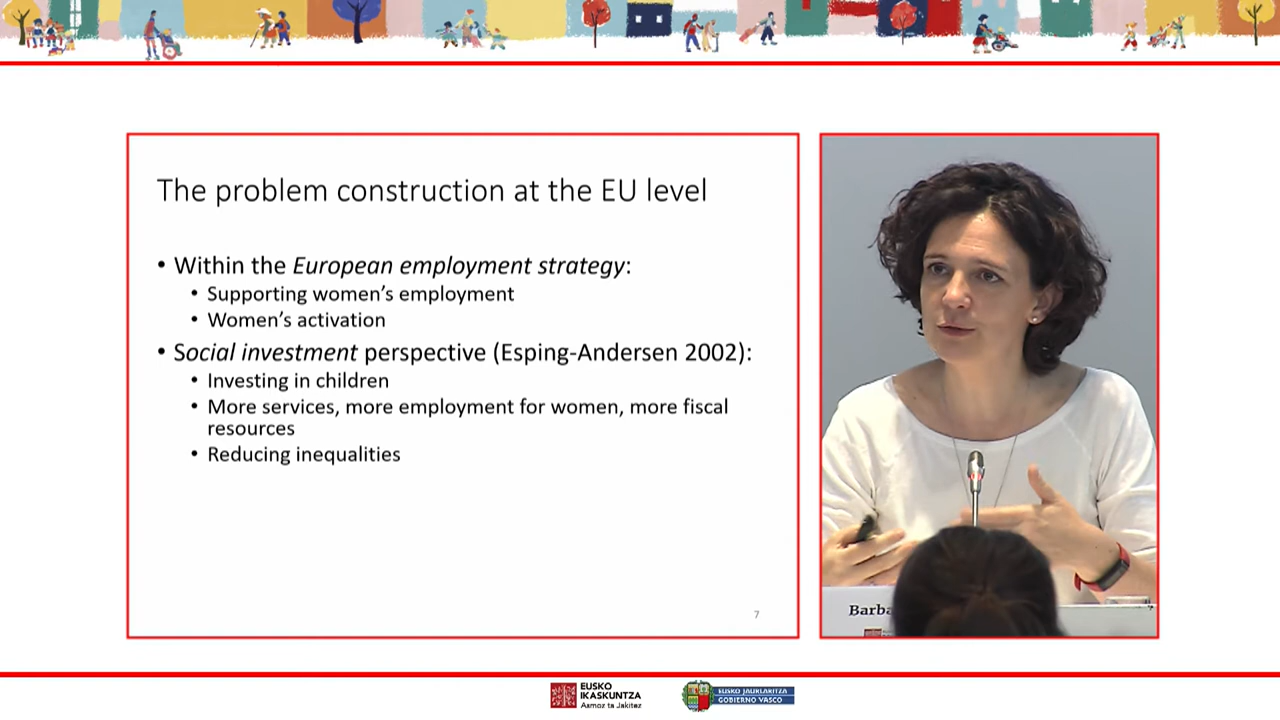 The problem construction at the EU level
• Within the European employment strategy:
• Supporting women's employment
• Women's activation
• Social investment perspective (Esping-Andersen 2002):
• Investing in children
• More services, more employment for women, more fiscal
resources
• Reducing inequalities
7
Barba
EUSKO
IKASKUNTZA
Asmoz ta Jakitez
EUSKO JAURLARITZA
GOBIERNO VASCO